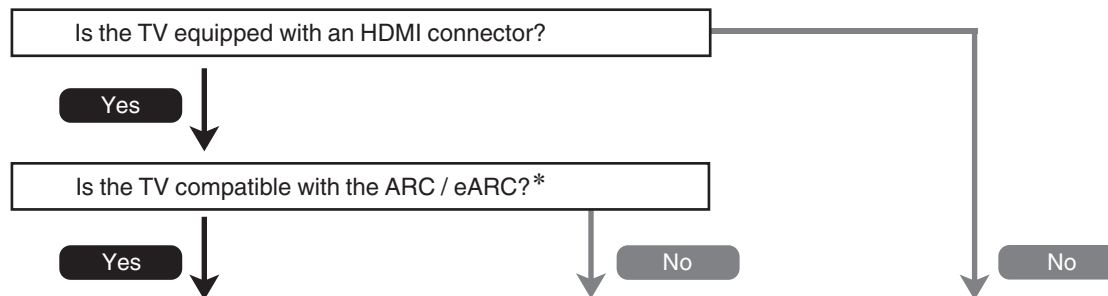 Is the TV equipped with an HDMI connector?
Yes
Is the TV compatible with the ARC / eARC?*
Yes
No
No